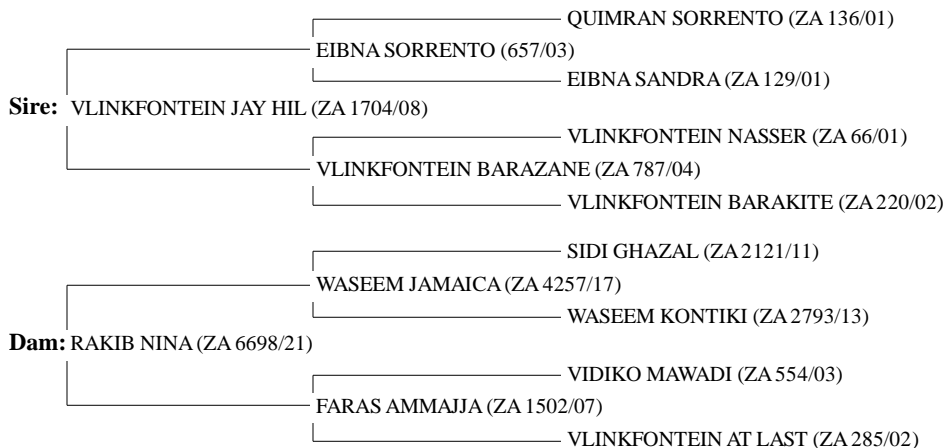 QUIMRAN SORRENTO (ZA 136/01)
EIBNA SORRENTO (657/03)
EIBNA SANDRA (ZA 129/01)
Sire: VLINKFONTEIN JAY HIL (ZA 1704/08)
VLINKFONTEIN NASSER (ZA 66/01)
VLINKFONTEIN BARAZANE (ZA 787/04)
VLINKFONTEIN BARAKITE (ZA 220/02)
SIDI GHAZAL (ZA 2121/11)
WASEEM JAMAICA (ZA 4257/17)
WASEEM KONTIKI (ZA 2793/13)
Dam: RAKIB NINA (ZA 6698/21)
VIDIKO MAWADI (ZA 554/03)
FARAS AMMAJJA (ZA 1502/07)
VLINKFONTEIN AT LAST (ZA 285/02)